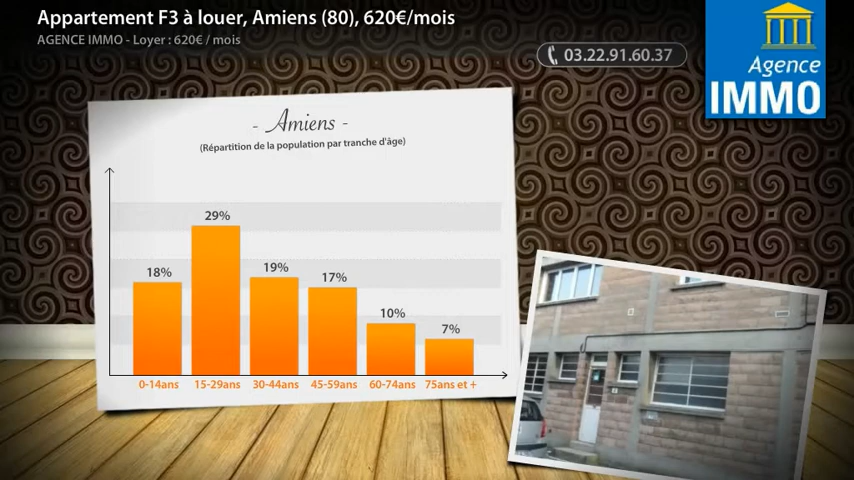 Appartement F3 à louer, Amiens (80), 620€/mois
AGENCE IMMO - Loyer : 620€ / mois
03.22.91.60.37
Agence
IMMO
- Amiens -
(Répartition de la population par tranche d'âge)
18%
29%
19%
17%
10%
7%
0-14ans
15-29ans
30-44ans
45-59ans
60-74ans
75ans et +